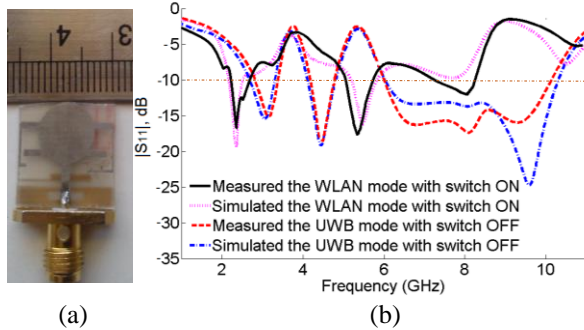 (a)
4
3
|S11|, dB
5
0
-5
-10
-15
-20
-25
-30
-35
2
4
6
8
10
Frequency (GHz)
Measured the WLAN mode with switch ON
Simulated the WLAN mode with switch ON
Measured the UWB mode with switch OFF
Simulated the UWB mode with switch OFF
(a)
(b)